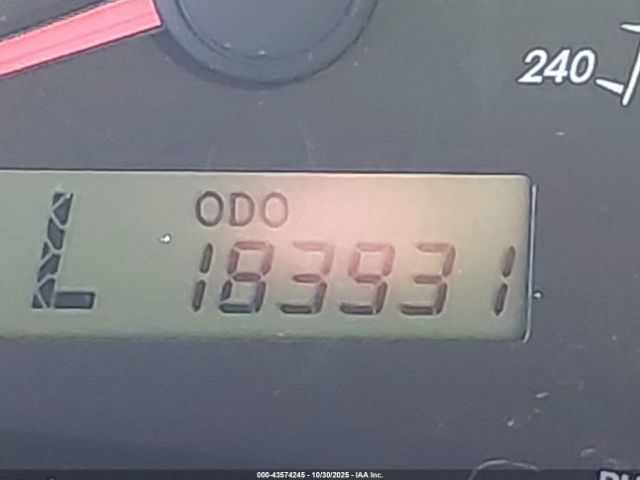 240
ODO
L 183931
000-43574245 - 10/30/2025 - IAA Inc.